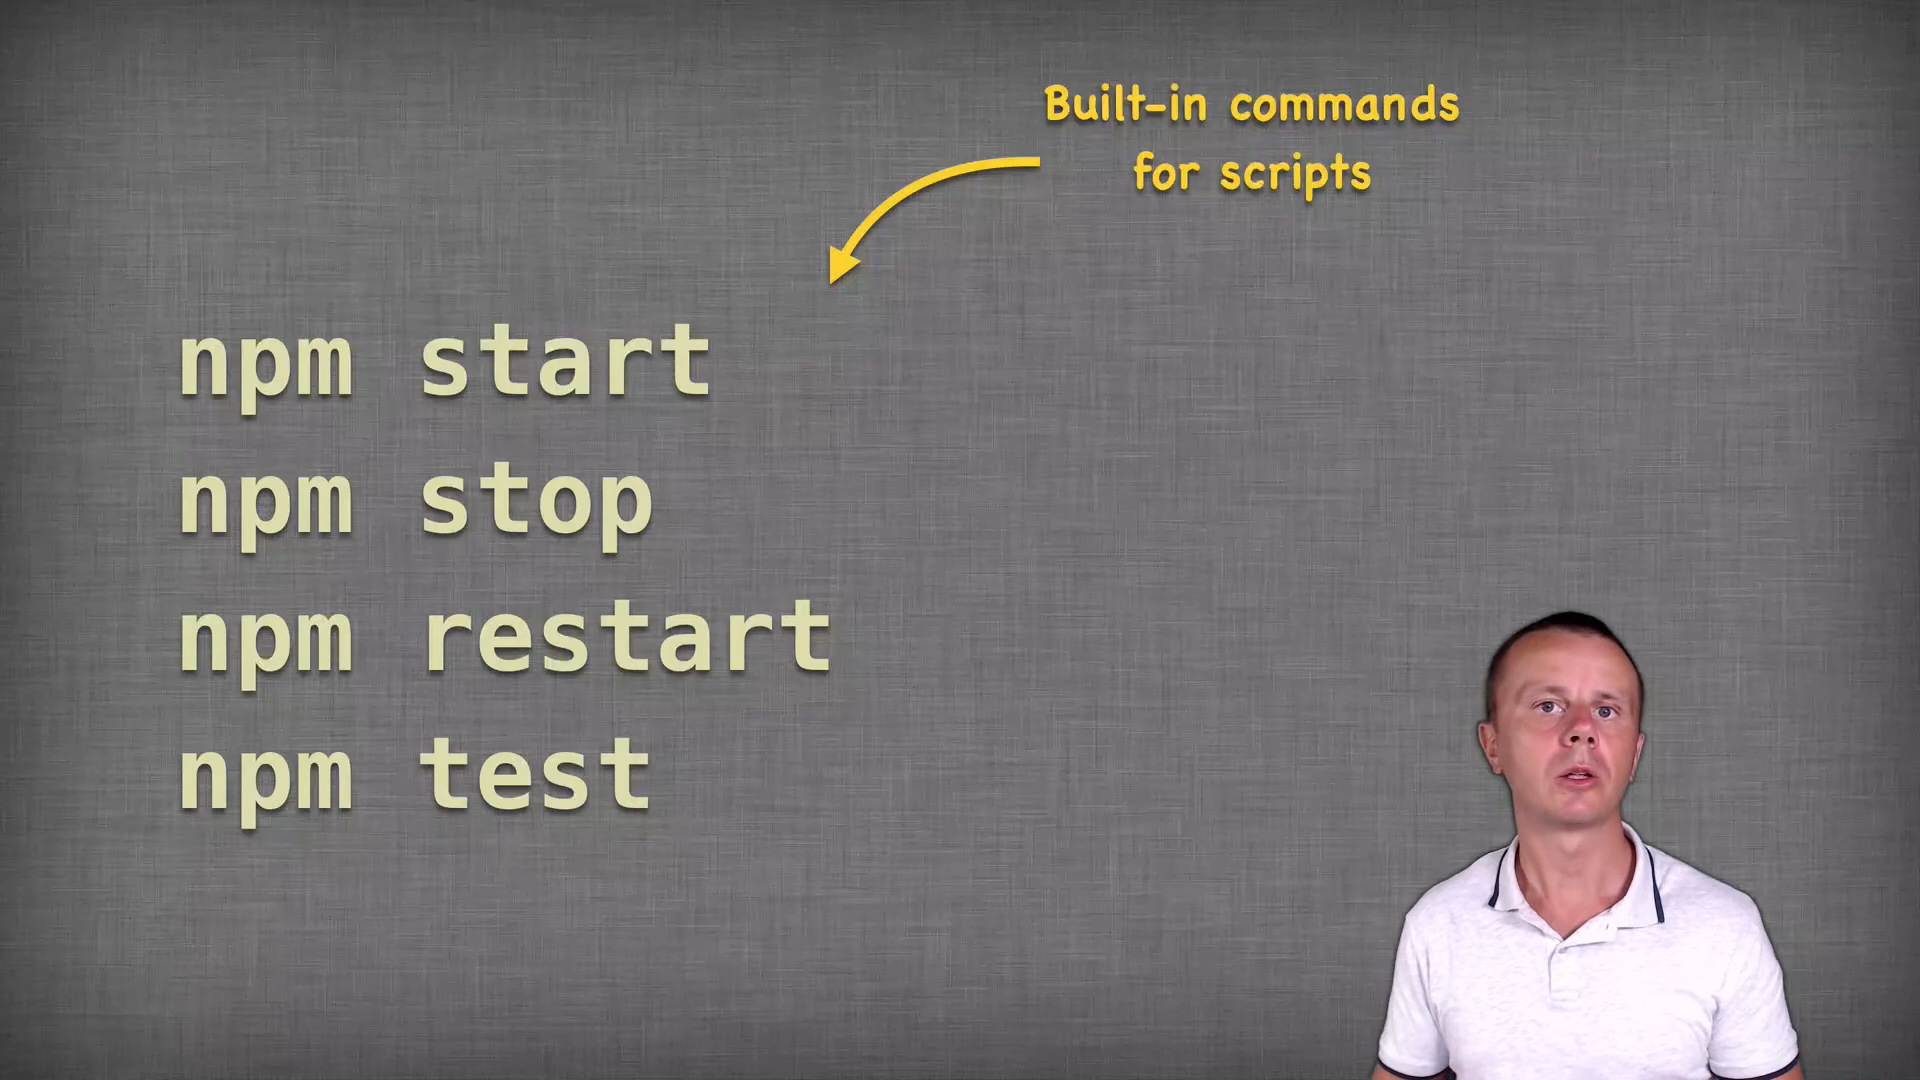 Built-in commands
for scripts
npm start
npm stop
npm restart
npm test